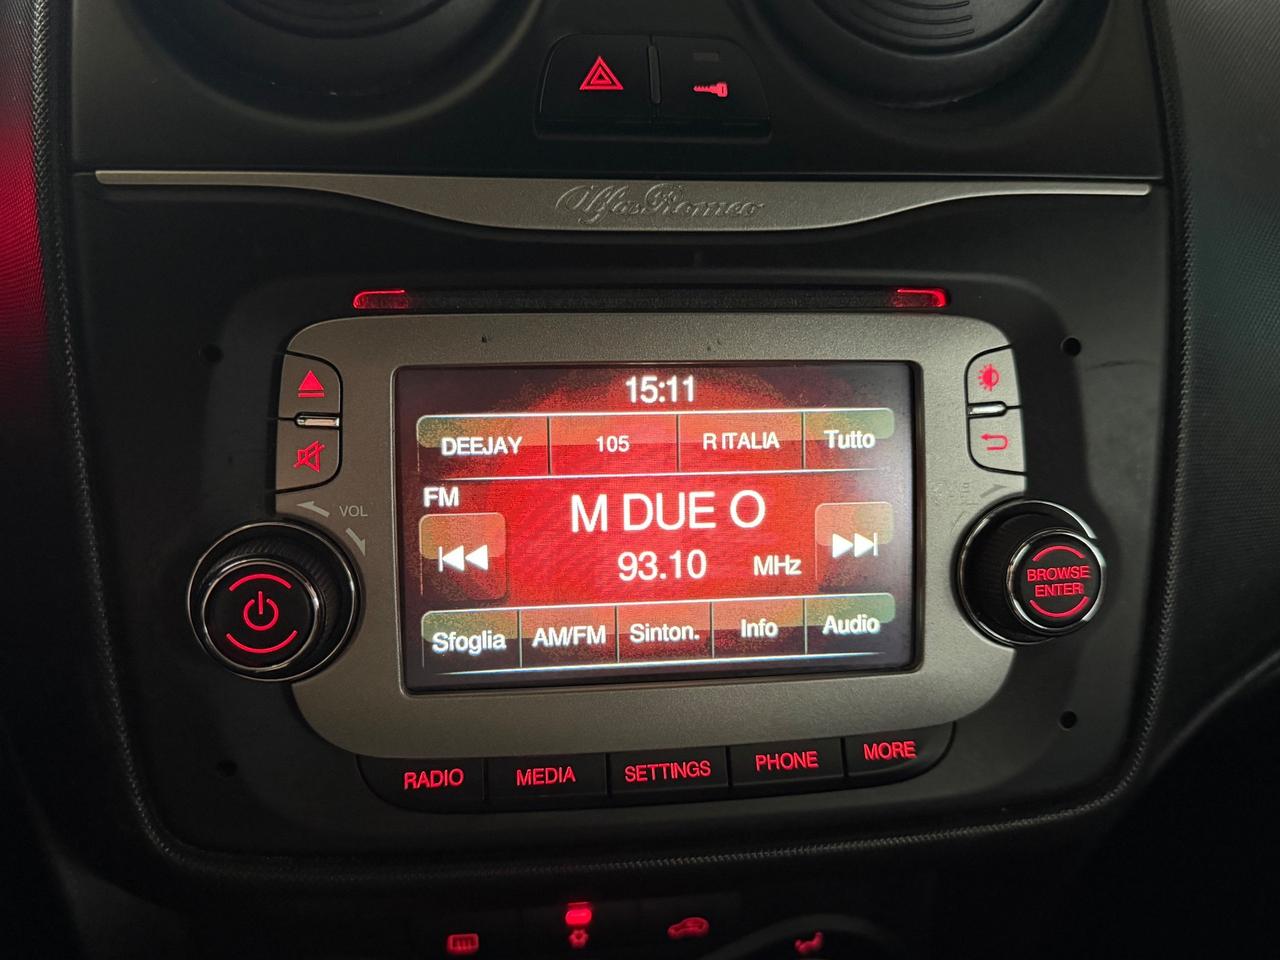 Alfa Romeo
15:11
DEEJAY 105 R ITALIA Tutto
FM
M DUE O
93.10 MHz
Sfoglia AM/FM Sinton. Info Audio
VOL
BROWSE
ENTER
RADIO MEDIA SETTINGS PHONE MORE